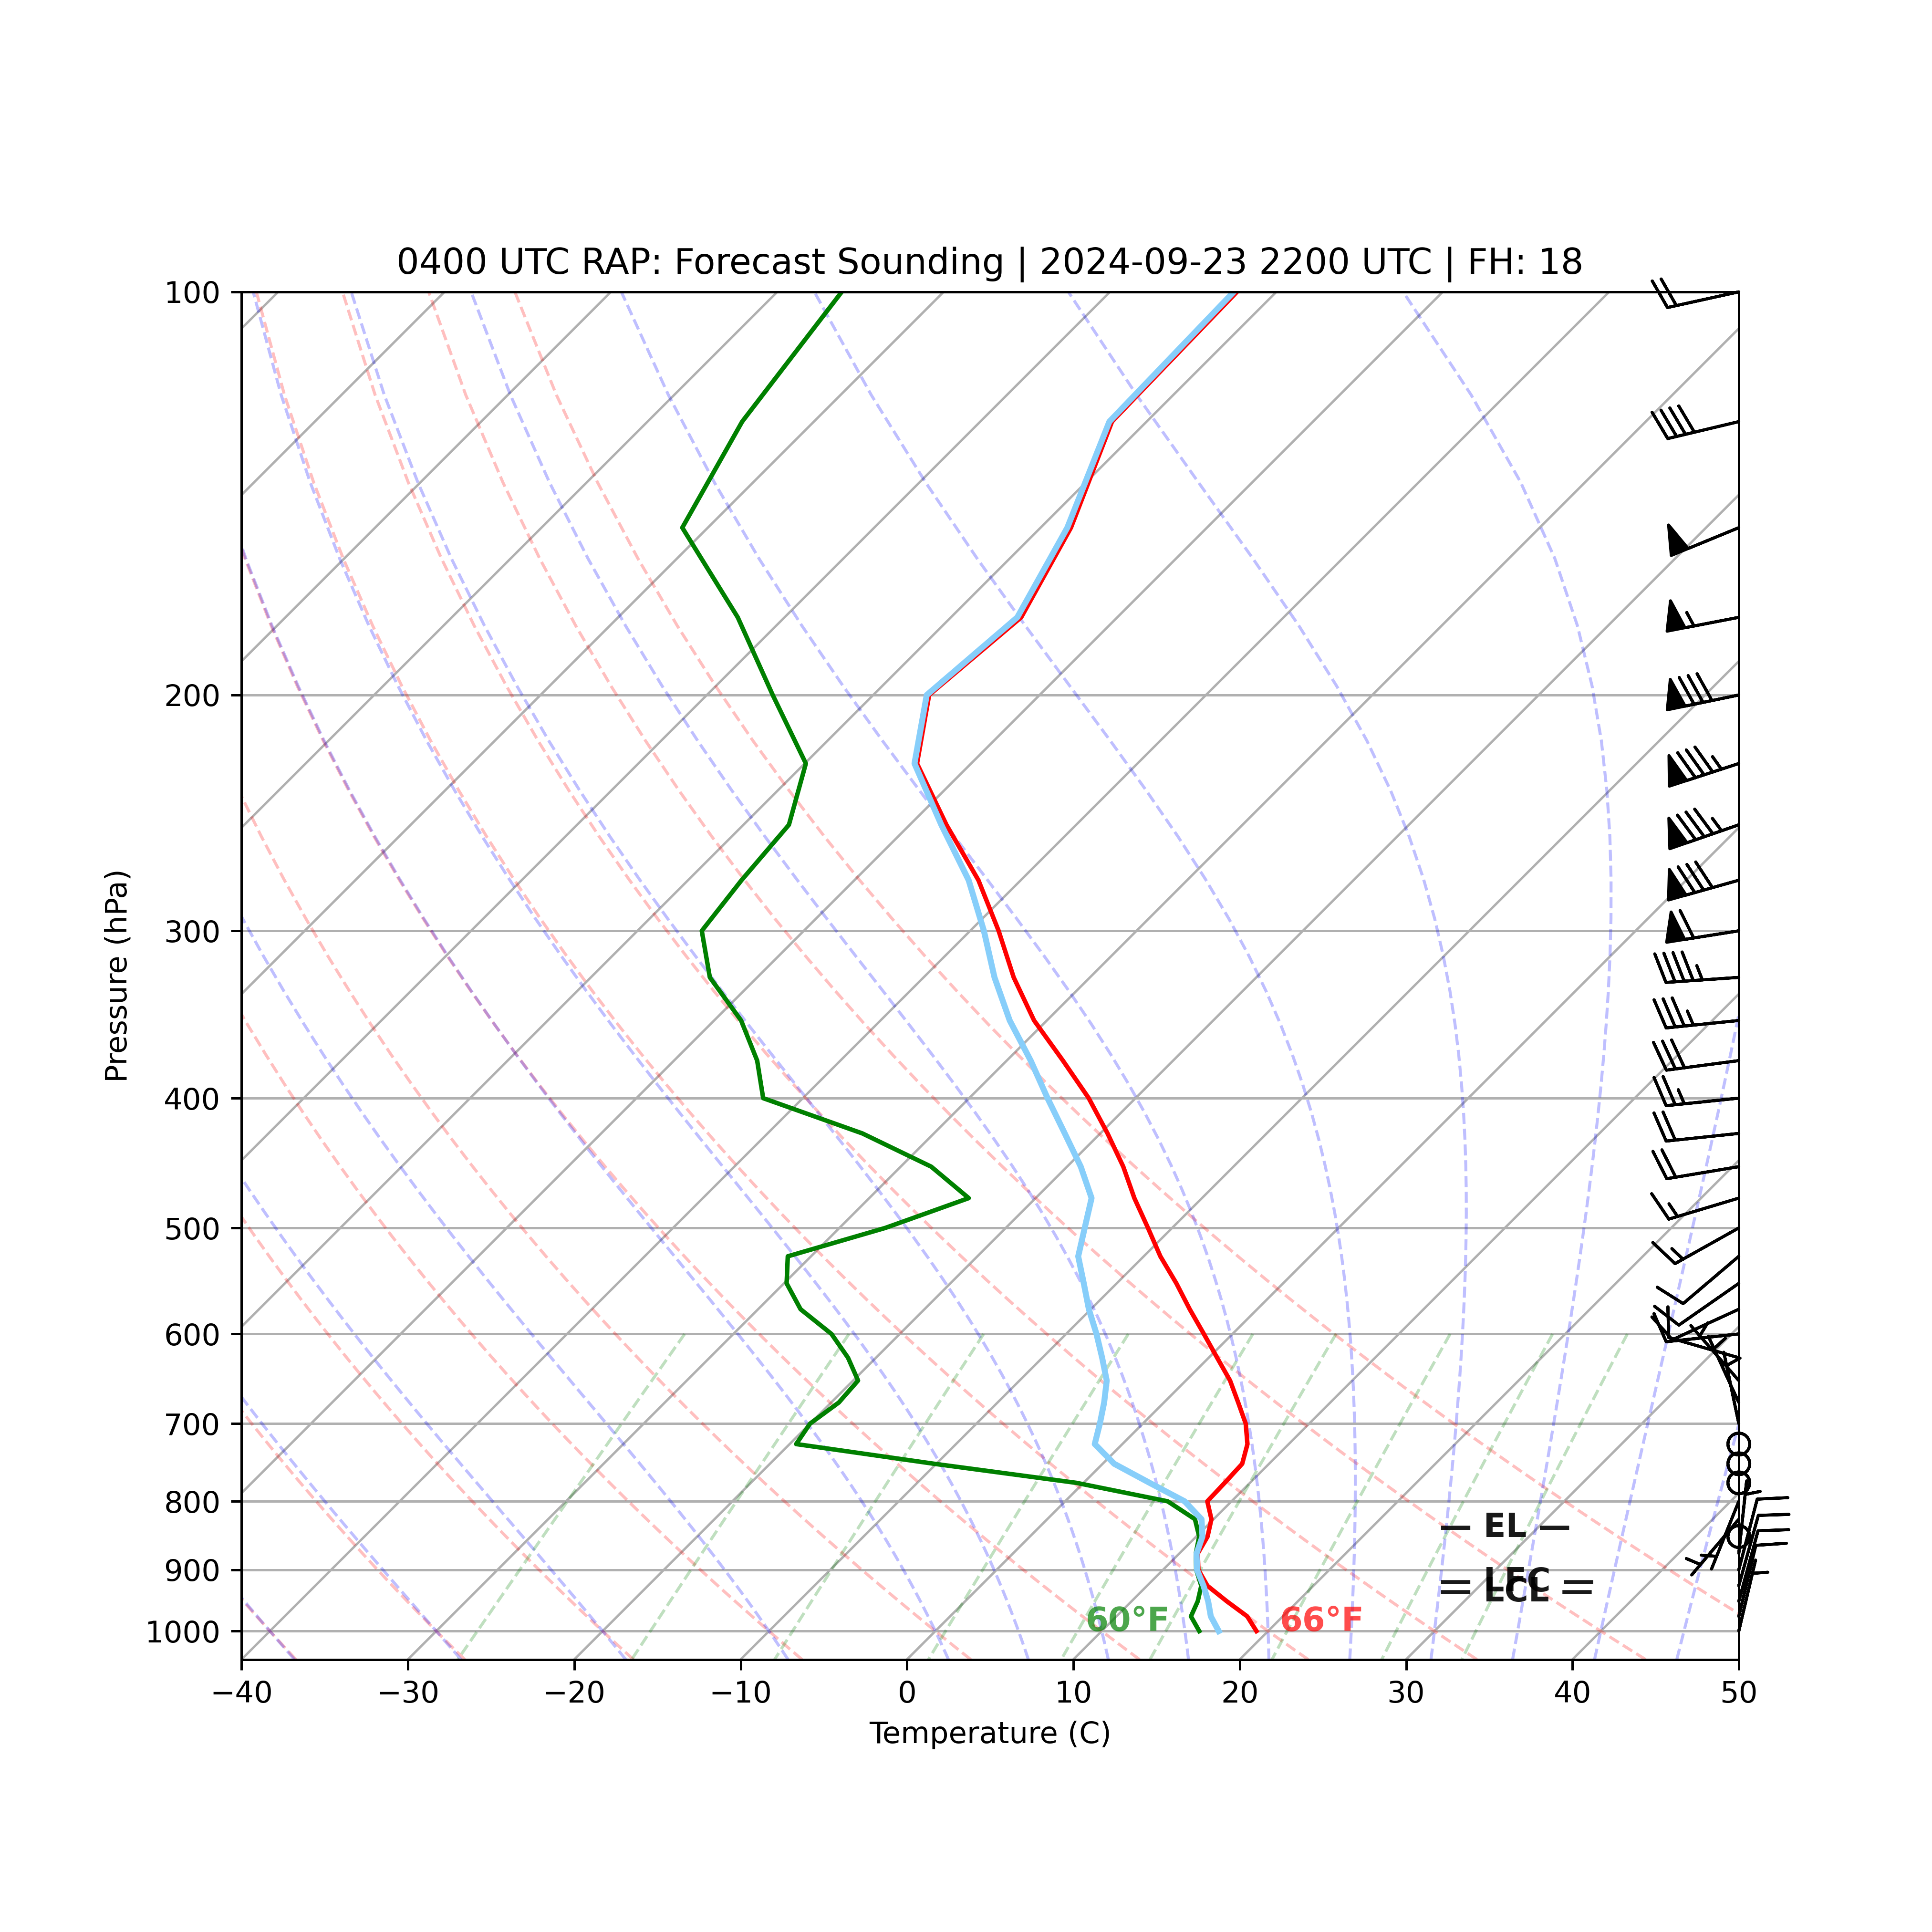 0400 UTC RAP: Forecast Sounding | 2024-09-23 2200 UTC | FH: 18
100
200
300
400
500
600
700
800
900
1000
Pressure (hPa)
— EL —
— LFC —
— LCL —
60°F
66°F
−40 −30 −20 −10 0 10 20 30 40 50
Temperature (C)